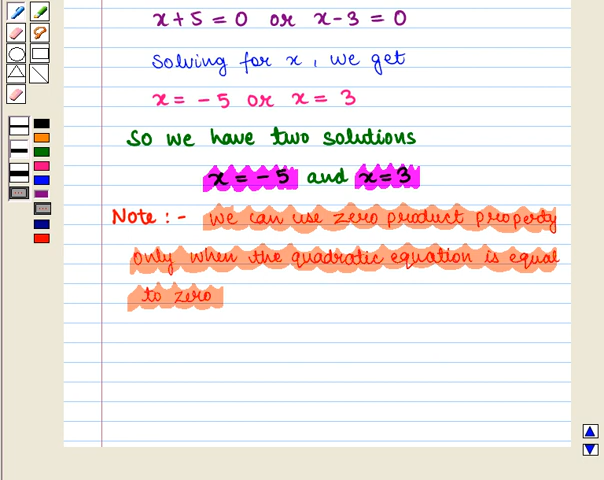 x + 5 = 0 or x - 3 = 0
Solving for x, we get
x = - 5 or x = 3
So we have two solutions
x = - 5 and x = 3
Note : - We can use zero product property
only when the quadratic equation is equal
to zero